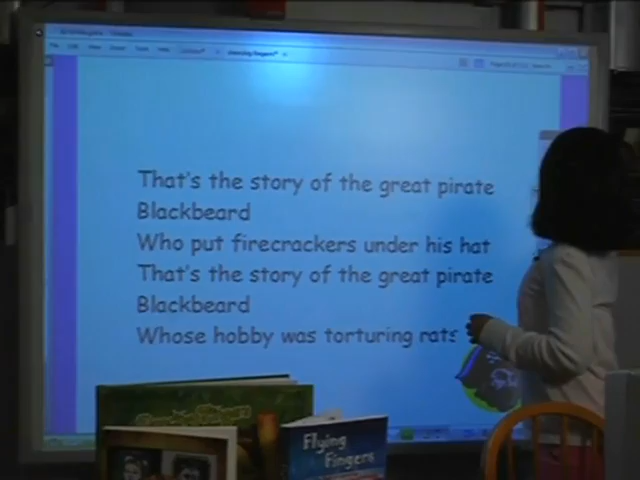 That's the story of the great pirate
Blackbeard
Who put firecrackers under his hat
That's the story of the great pirate
Blackbeard
Whose hobby was torturing rats
Flying
Fingers